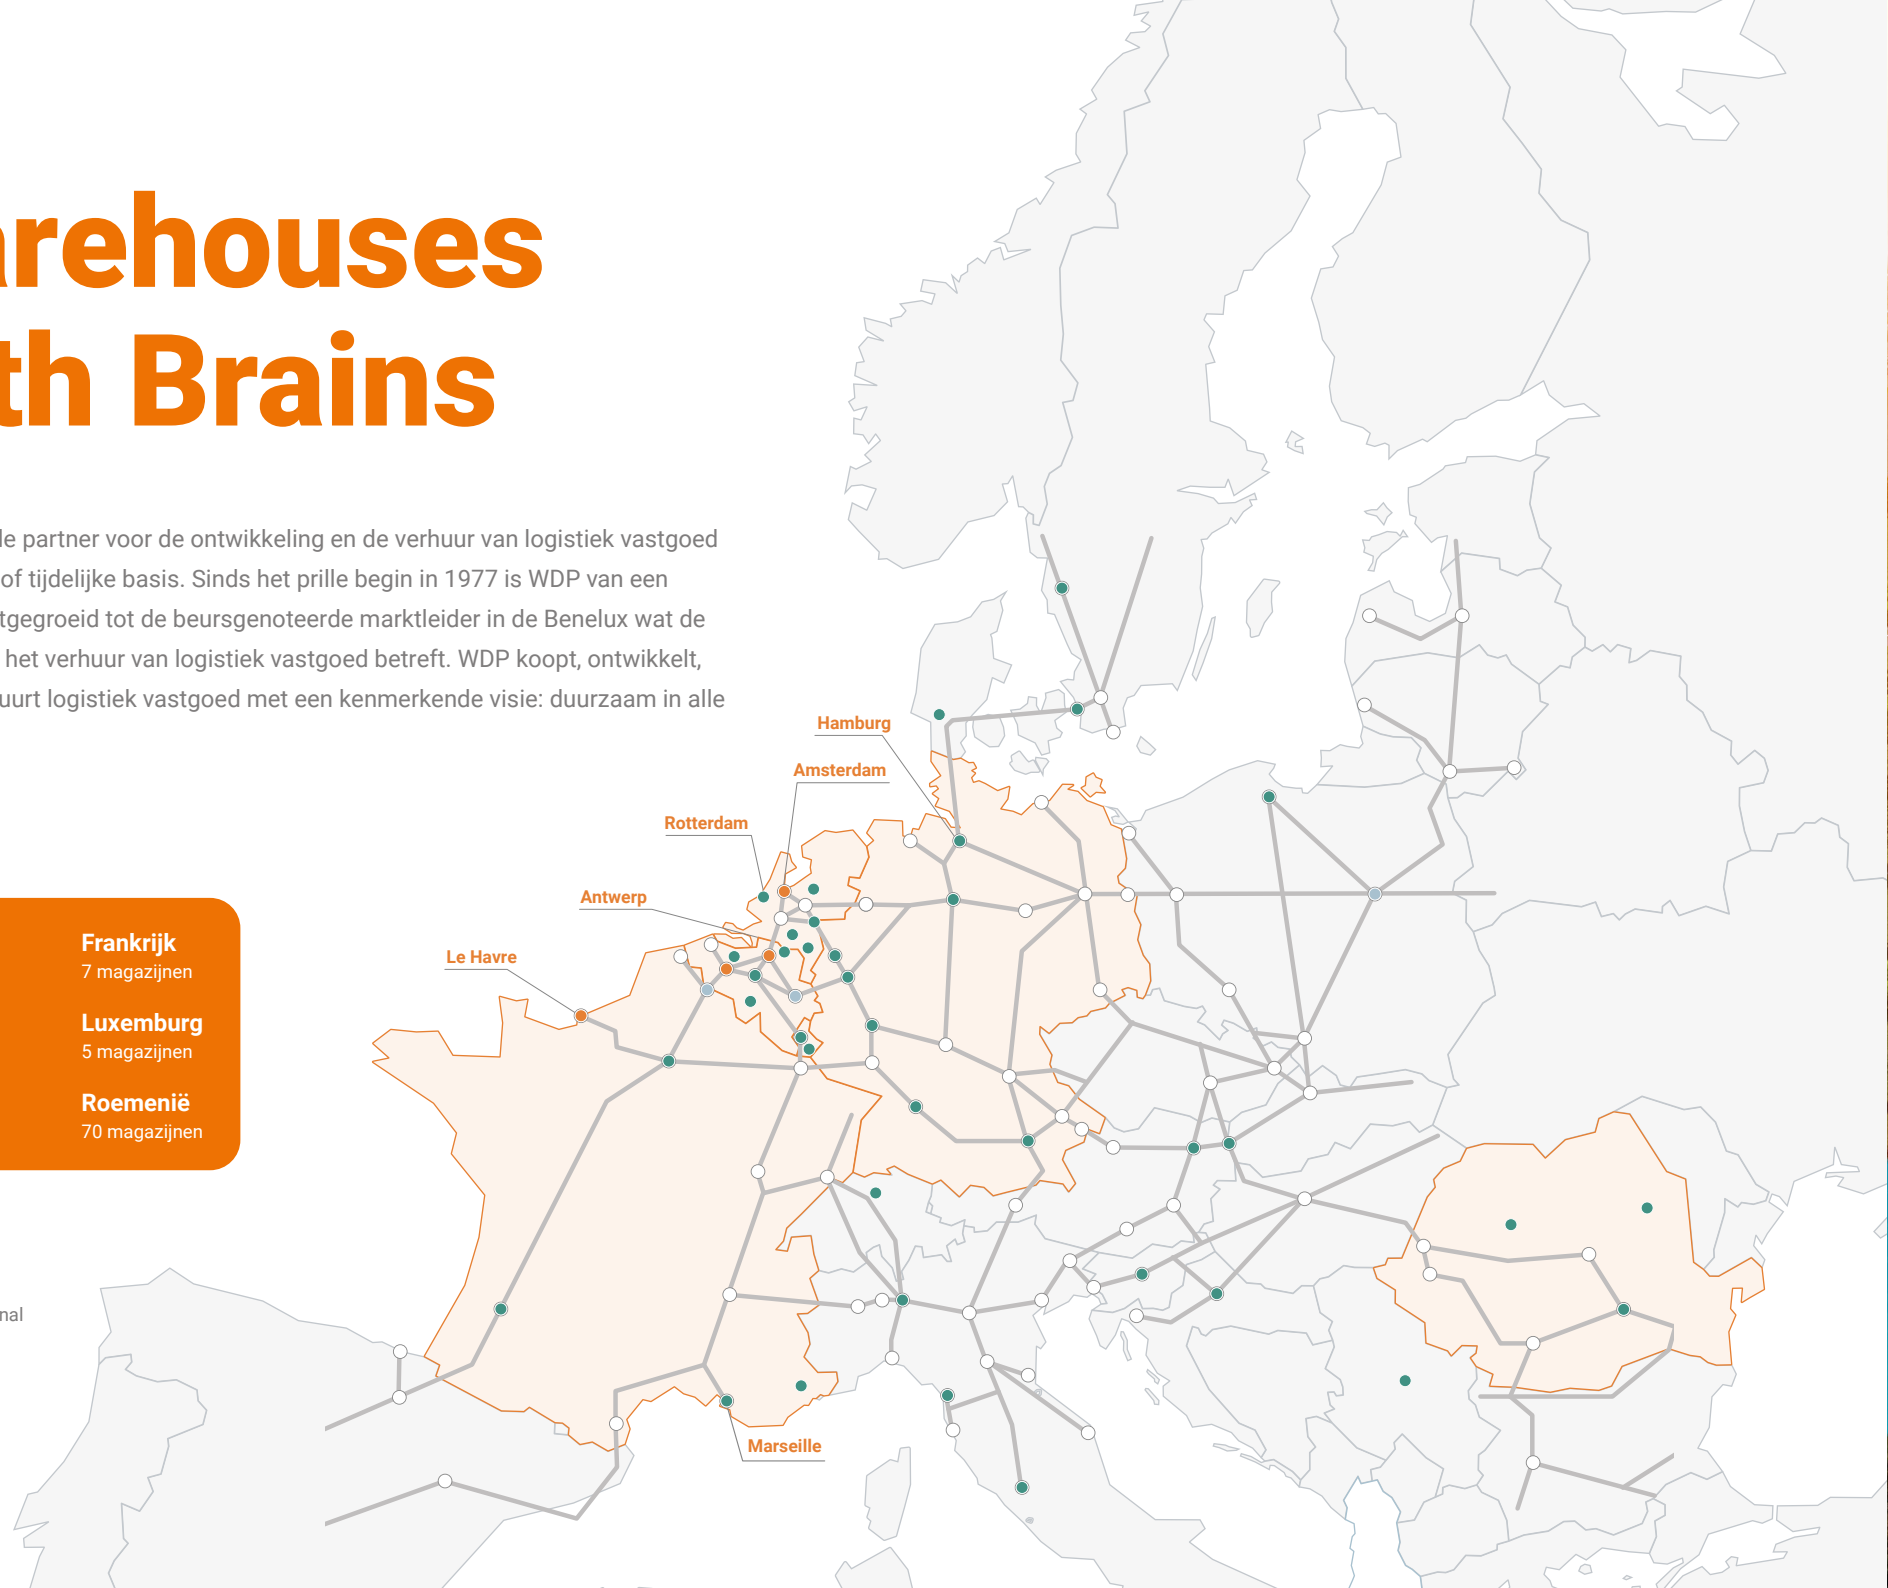 arehouses
th Brains
le partner voor de ontwikkeling en de verhuur van logistiek vastgoed
of tijdelijke basis. Sinds het prille begin in 1977 is WDP van een
tgegroeid tot de beursgenoteerde marktleider in de Benelux wat de
het verhuur van logistiek vastgoed betreft. WDP koopt, ontwikkelt,
uurt logistiek vastgoed met een kenmerkende visie: duurzaam in alle
Hamburg
Amsterdam
Rotterdam
Antwerp
Le Havre
Marseille
Frankrijk
7 magazijnen
Luxemburg
5 magazijnen
Roemenië
70 magazijnen
nal